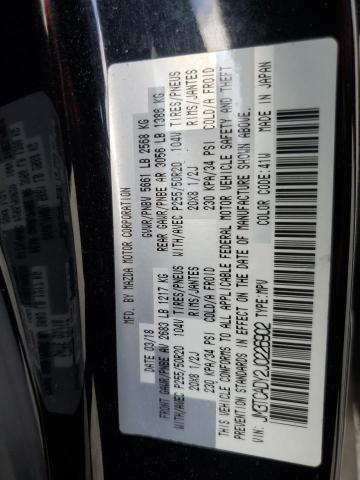 MFD. BY MAZDA MOTOR CORPORATION
DATE 03/18 GVWR/PNBV 5661 LB 2568 KG
FRONT GAWR/PNBE AV 2683 LB 1217 KG REAR GAWR/PNBE AR 3056 LB 1386 KG
WITH/AVEC P255/50R20 104V TIRES/PNEUS WITH/AVEC P255/50R20 104V TIRES/PNEUS
20X8 1/2J RIMS/JANTES 20X8 1/2J RIMS/JANTES
230 KPA/34 PSI COLD/A FROID 230 KPA/34 PSI COLD/A FROID
THIS VEHICLE CONFORMS TO ALL APPLICABLE FEDERAL MOTOR VEHICLE SAFETY AND THEFT
PREVENTION STANDARDS IN EFFECT ON THE DATE OF MANUFACTURE SHOWN ABOVE.
VIN: JM3TCADY2J0226502 TYPE: MPV COLOR: 41W MADE IN JAPAN